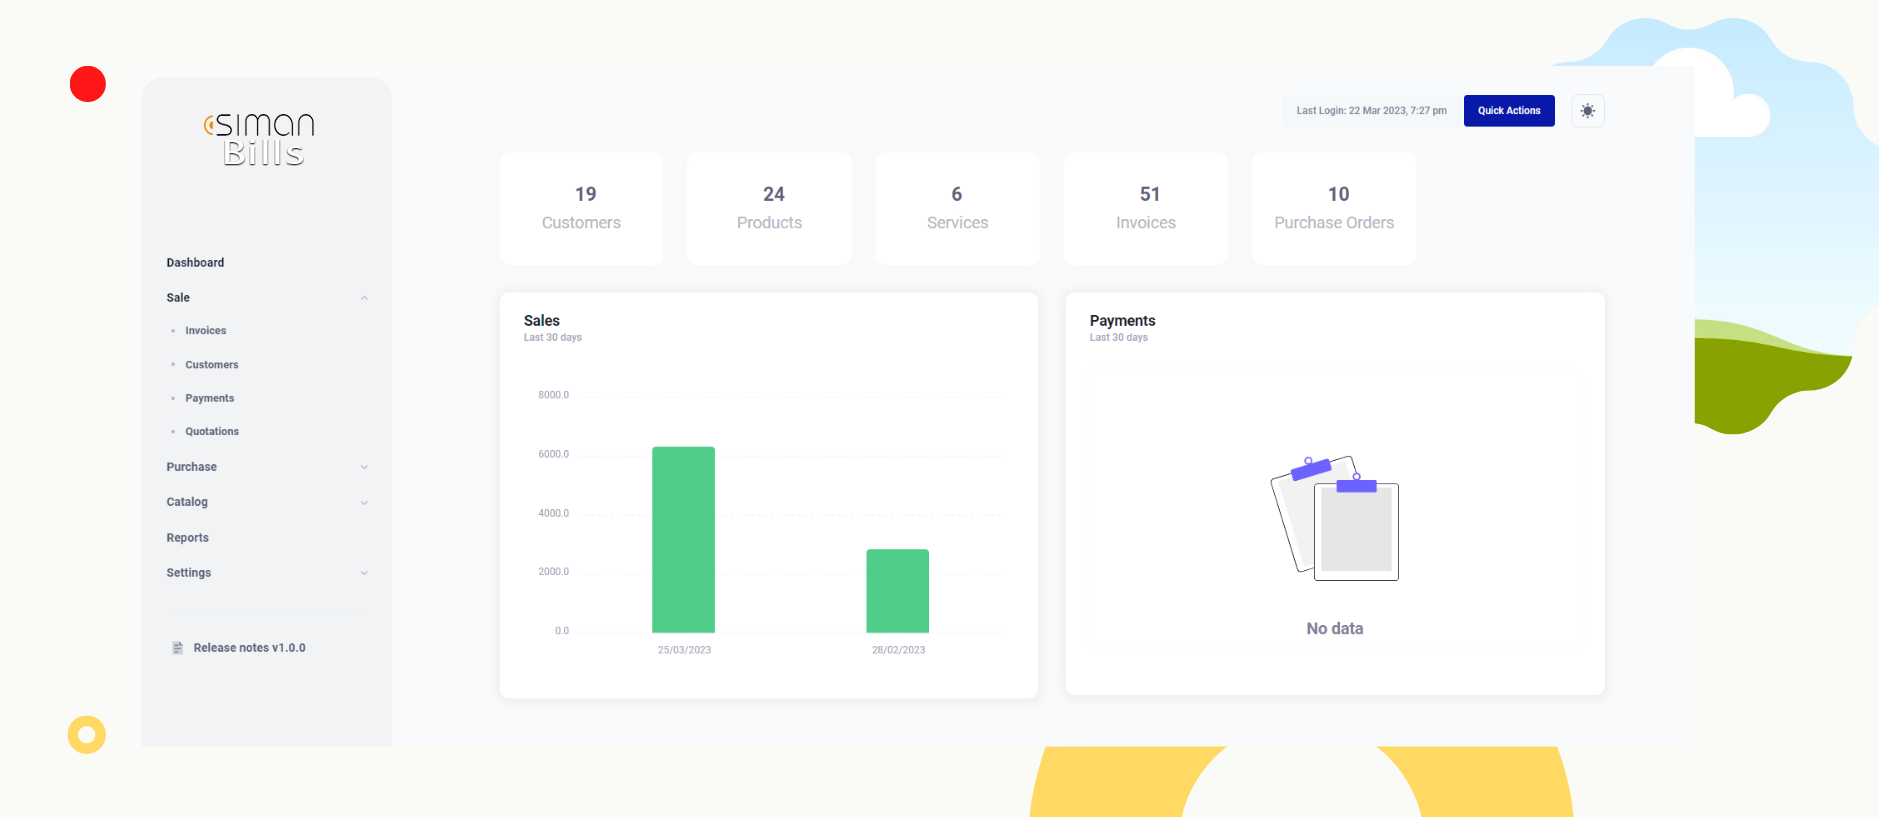 SIMAN
Bills
Dashboard
Sale
Invoices
Customers
Payments
Quotations
Purchase
Catalog
Reports
Settings
Release notes v1.0.0
Last Login: 22 Mar 2023, 7:27 pm
Quick Actions
19
Customers
24
Products
6
Services
51
Invoices
10
Purchase Orders
Sales
Last 30 days
8000.0
6000.0
4000.0
2000.0
0.0
25/03/2023
28/02/2023
Payments
Last 30 days
No data